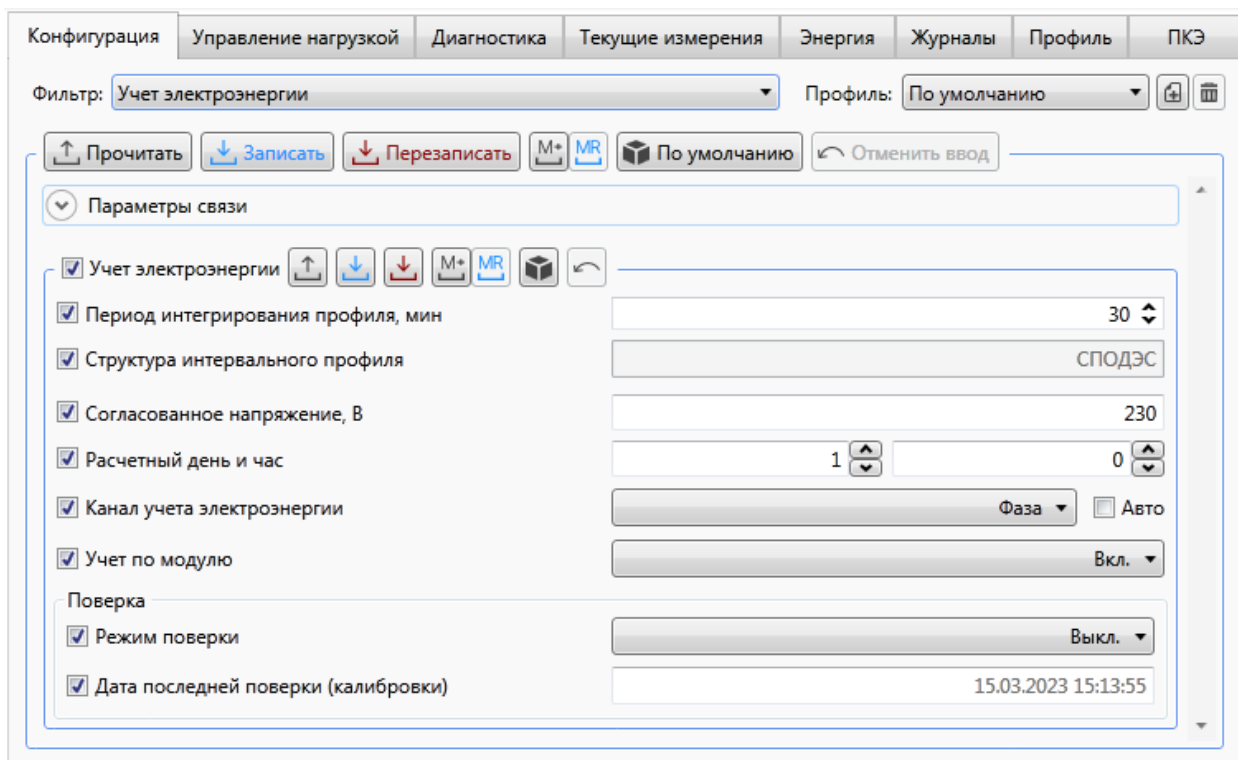 Конфигурация Управление нагрузкой Диагностика Текущие измерения Энергия Журналы Профиль ПКЭ
Фильтр: Учет электроэнергии Профиль: По умолчанию
Прочитать Записать Перезаписать M+ MR По умолчанию Отменить ввод
Параметры связи
Учет электроэнергии M+ MR
Период интегрирования профиля, мин 30
Структура интервального профиля СПОДЭС
Согласованное напряжение, В 230
Расчетный день и час 1 0
Канал учета электроэнергии Фаза Авто
Учет по модулю Вкл.
Поверка
Режим поверки Выкл.
Дата последней поверки (калибровки) 15.03.2023 15:13:55